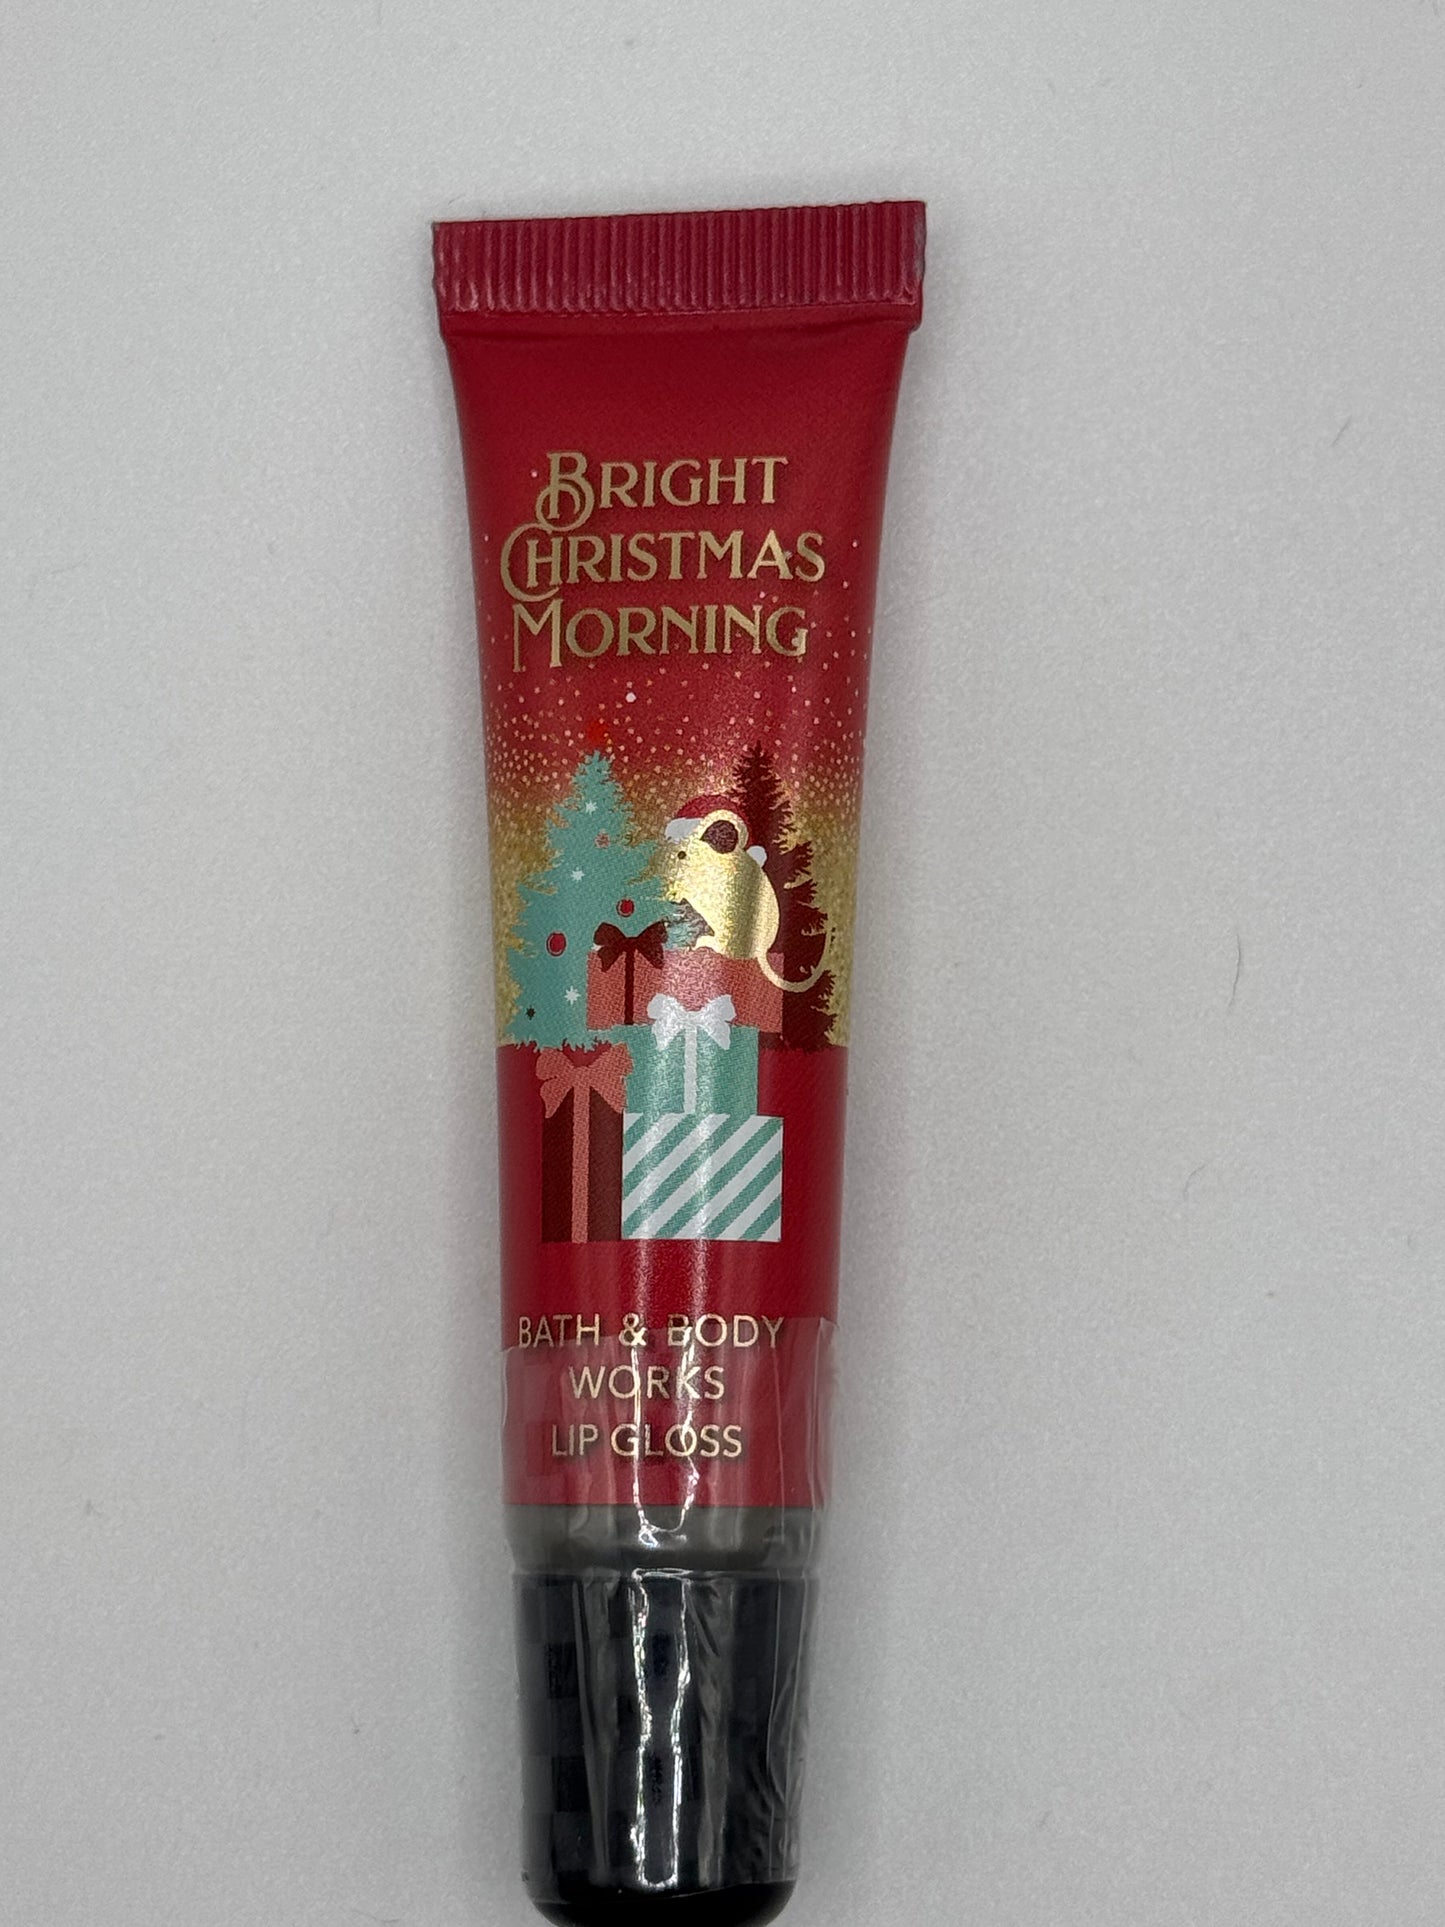 BRIGHT
CHRISTMAS
MORNING
BATH & BODY
WORKS
LIP GLOSS